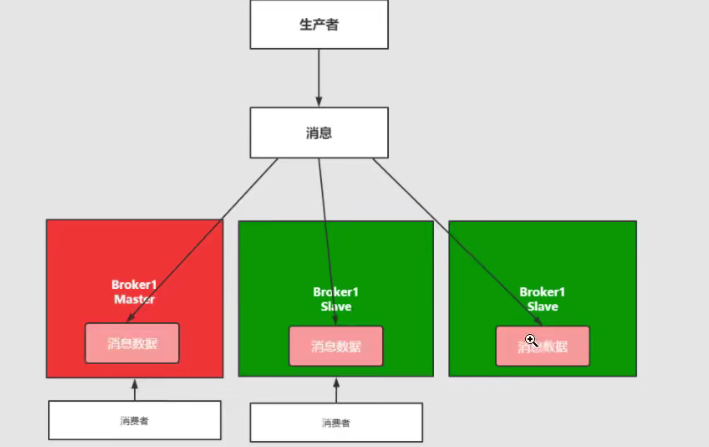 生产者
消息
Broker1
Master
消息数据
Broker1
Slave
消息数据
Broker1
Slave
消息数据
消费者
消费者